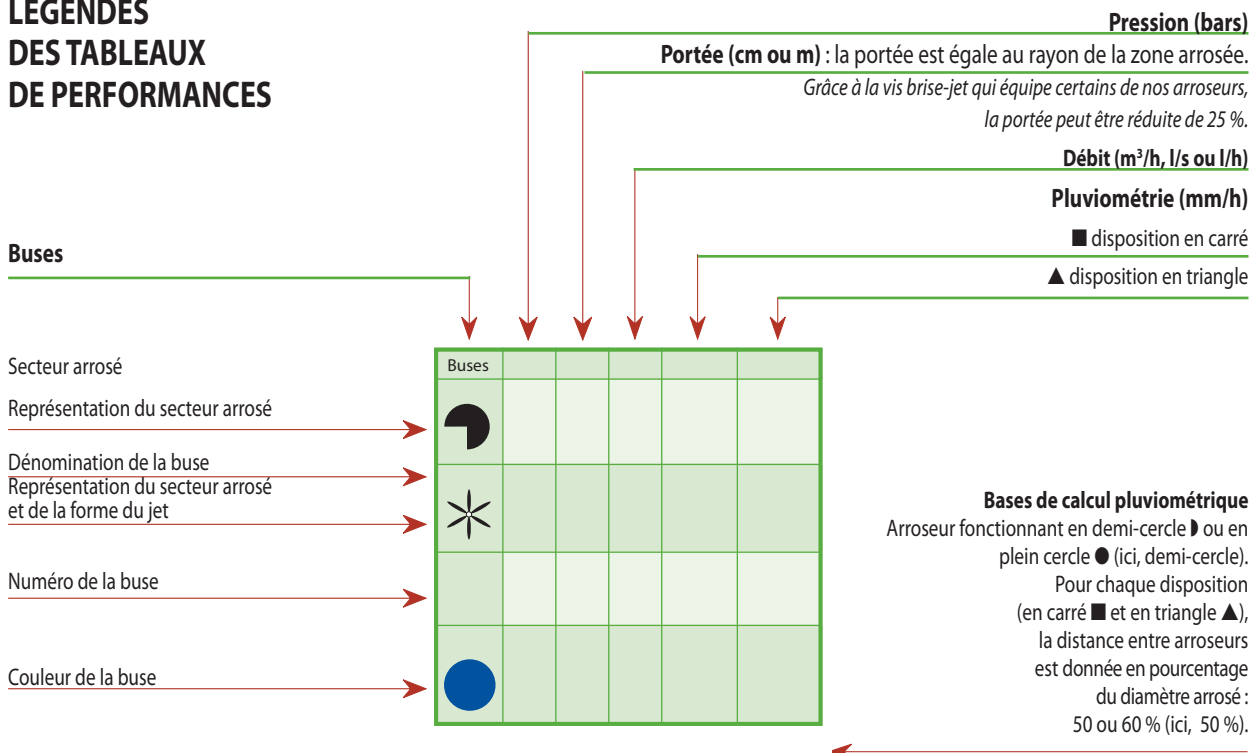 LÉGENDES
DES TABLEAUX
DE PERFORMANCES
Pression (bars)
Portée (cm ou m) : la portée est égale au rayon de la zone arrosée.
Grâce à la vis brise-jet qui équipe certains de nos arroseurs,
la portée peut être réduite de 25 %.
Débit (m³/h, l/s ou l/h)
Pluviométrie (mm/h)
■ disposition en carré
▲ disposition en triangle
Buses
Secteur arrosé
Représentation du secteur arrosé
Dénomination de la buse
Représentation du secteur arrosé
et de la forme du jet
Numéro de la buse
Couleur de la buse
Buses
Bases de calcul pluviométrique
Arroseur fonctionnant en demi-cercle ◗ ou en
plein cercle ● (ici, demi-cercle).
Pour chaque disposition
(en carré ■ et en triangle ▲),
la distance entre arroseurs
est donnée en pourcentage
du diamètre arrosé :
50 ou 60 % (ici, 50 %).